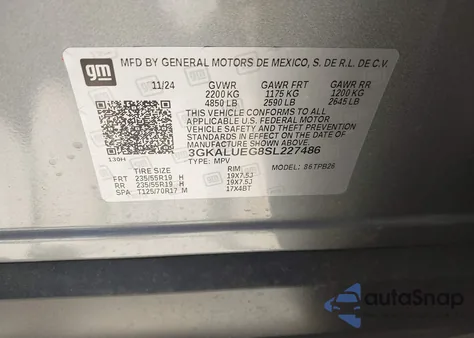 gm
MFD BY GENERAL MOTORS DE MEXICO, S. DE R.L. DE C.V.
11/24 GVWR GAWR FRT GAWR RR
2200 KG 1175 KG 1200 KG
4850 LB 2590 LB 2645 LB
THIS VEHICLE CONFORMS TO ALL
APPLICABLE U.S. FEDERAL MOTOR
VEHICLE SAFETY, BUMPER, AND THEFT
PREVENTION STANDARDS IN EFFECT ON THE DATE OF
MANUFACTURE SHOWN ABOVE.
3GKALUEG8SL227486
130H TYPE: MPV MODEL: S6TPB26
TIRE SIZE RIM
FRT 235/55R19 H 19X7.5J
RR 235/55R19 H 19X7.5J
SPA T125/70R17 M 17X4BT
autoSnap